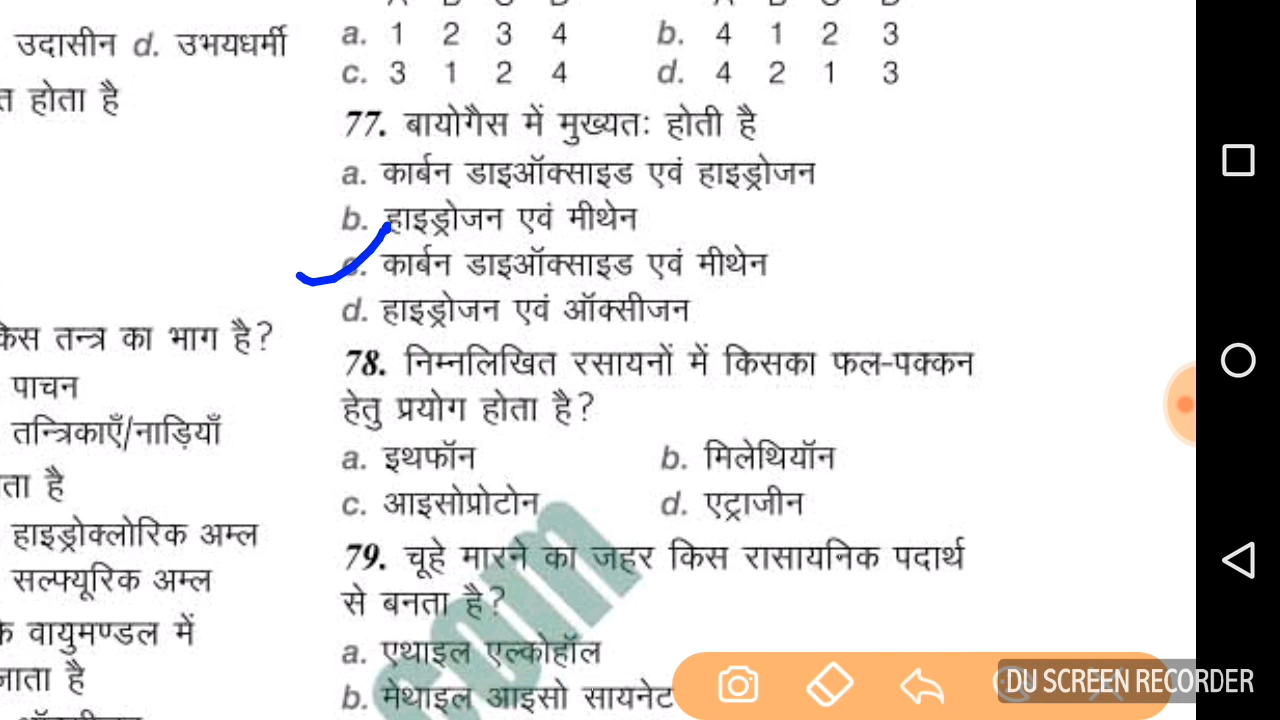 उदासीन d. उभयधर्मी
होता है
किस तन्त्र का भाग है?
पाचन
तन्त्रिकाएँ/नाड़ियाँ
ता है
हाइड्रोक्लोरिक अम्ल
सल्फ्यूरिक अम्ल
के वायुमण्डल में
जाता है
a. 1 2 3 4 b. 4 1 2 3
c. 3 1 2 4 d. 4 2 1 3
77. बायोगैस में मुख्यतः होती है
a. कार्बन डाइऑक्साइड एवं हाइड्रोजन
b. हाइड्रोजन एवं मीथेन
c. कार्बन डाइऑक्साइड एवं मीथेन
d. हाइड्रोजन एवं ऑक्सीजन
78. निम्नलिखित रसायनों में किसका फल-पक्कन
हेतु प्रयोग होता है?
a. इथफॉन b. मिलेथियॉन
c. आइसोप्रोटोन d. एट्राजीन
79. चूहे मारने का जहर किस रासायनिक पदार्थ
से बनता है?
a. एथाइल एल्कोहॉल
b. मेथाइल आइसो सायनेट
com
DU SCREEN RECORDER